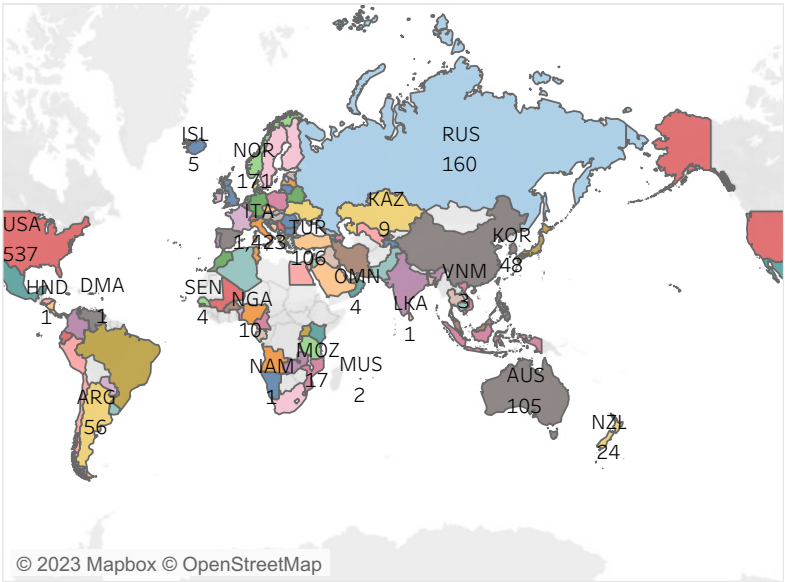 ISL
5
NOR
171
RUS
160
ITA
1,423
KAZ
9
TUR
106
USA
537
KOR
48
HND
1
DMA
1
SEN
4
NGA
10
OMN
4
VNM
3
LKA
1
MOZ
17
MUS
2
NAM
1
ARG
56
AUS
105
NZL
24
© 2023 Mapbox © OpenStreetMap